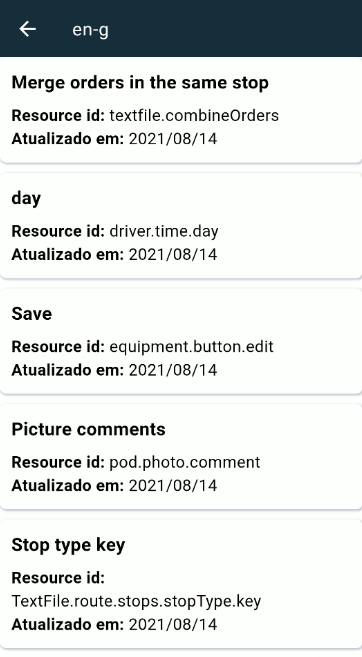 en-g
Merge orders in the same stop
Resource id: textfile.combineOrders
Atualizado em: 2021/08/14
day
Resource id: driver.time.day
Atualizado em: 2021/08/14
Save
Resource id: equipment.button.edit
Atualizado em: 2021/08/14
Picture comments
Resource id: pod.photo.comment
Atualizado em: 2021/08/14
Stop type key
Resource id:
TextFile.route.stops.stopType.key
Atualizado em: 2021/08/14